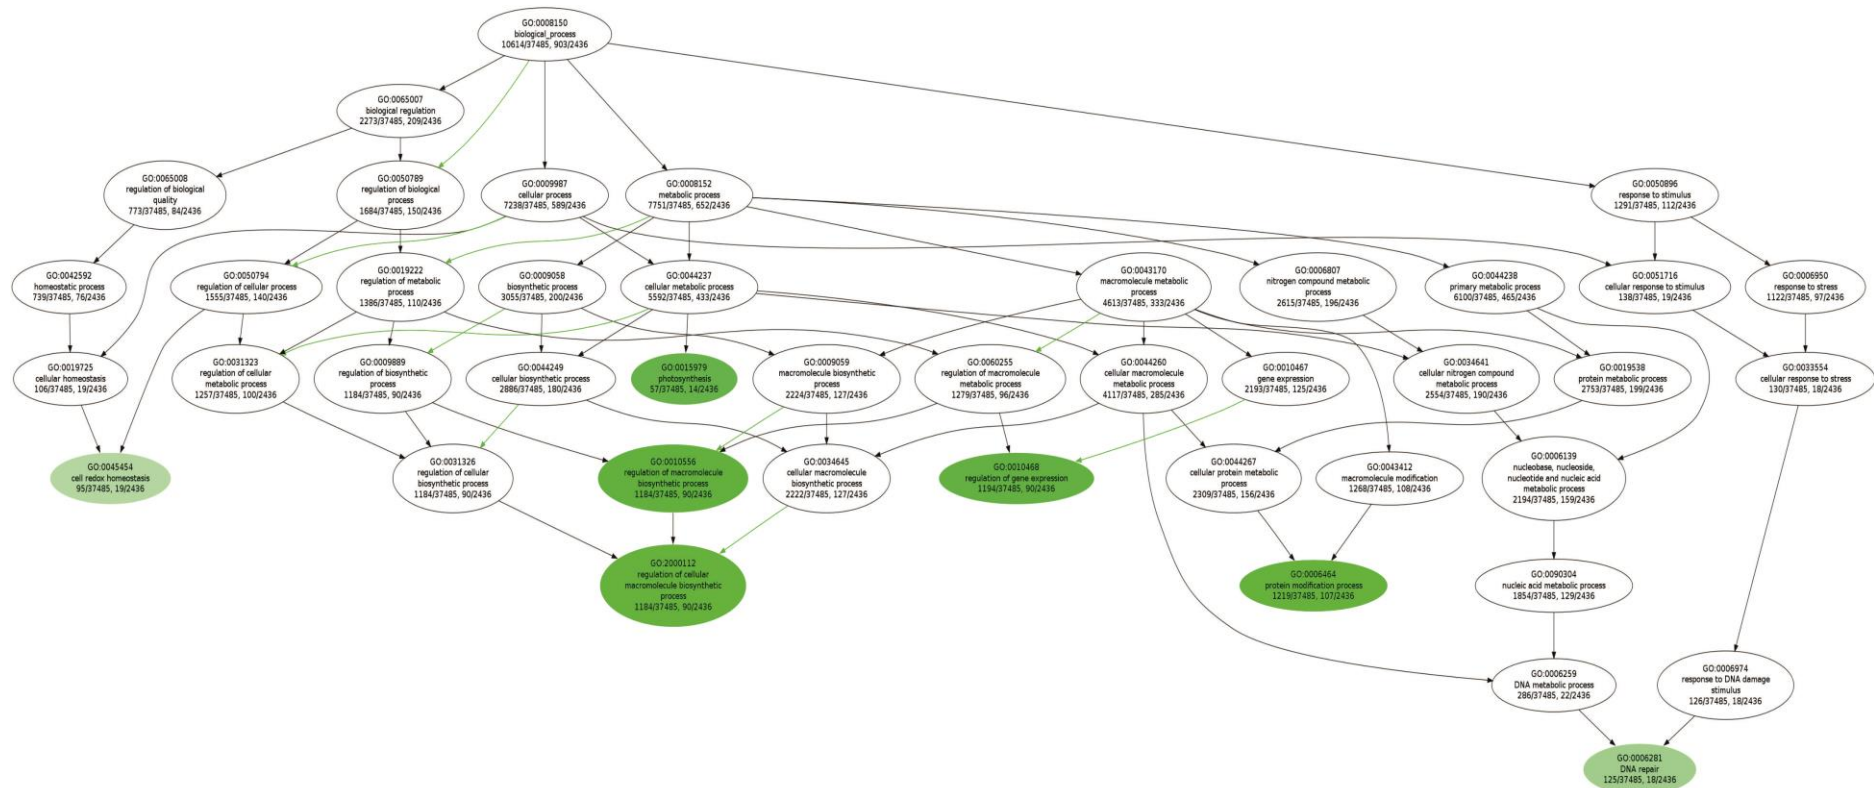 GO:0008150
biological_process
10614/37485, 903/2436
GO:0065007
biological regulation
2273/37485, 209/2436
GO:0065008
regulation of biological
quality
773/37485, 84/2436
GO:0050789
regulation of biological
process
1684/37485, 150/2436
GO:0009987
cellular process
7238/37485, 589/2436
GO:0008152
metabolic process
7751/37485, 652/2436
GO:0050896
response to stimulus
1291/37485, 112/2436
GO:0042592
homeostatic process
739/37485, 76/2436
GO:0050794
regulation of cellular process
1555/37485, 140/2436
GO:0019222
regulation of metabolic
process
1386/37485, 110/2436
GO:0009058
biosynthetic process
3055/37485, 200/2436
GO:0044237
cellular metabolic process
5592/37485, 433/2436
GO:0043170
macromolecule metabolic
process
4613/37485, 333/2436
GO:0006807
nitrogen compound metabolic
process
2615/37485, 196/2436
GO:0044238
primary metabolic process
6100/37485, 465/2436
GO:0051716
cellular response to stimulus
138/37485, 19/2436
GO:0006950
response to stress
1122/37485, 97/2436
GO:0019725
cellular homeostasis
106/37485, 19/2436
GO:0031323
regulation of cellular
metabolic process
1257/37485, 100/2436
GO:0009889
regulation of biosynthetic
process
1184/37485, 90/2436
GO:0044249
cellular biosynthetic process
2886/37485, 180/2436
GO:0015979
photosynthesis
57/37485, 14/2436
GO:0009059
macromolecule biosynthetic
process
2224/37485, 127/2436
GO:0060255
regulation of macromolecule
metabolic process
1279/37485, 96/2436
GO:0044260
cellular macromolecule
metabolic process
4117/37485, 285/2436
GO:0010467
gene expression
2193/37485, 125/2436
GO:0034641
cellular nitrogen compound
metabolic process
2554/37485, 190/2436
GO:0019538
protein metabolic process
2753/37485, 199/2436
GO:0033554
cellular response to stress
130/37485, 18/2436
GO:0045454
cell redox homeostasis
95/37485, 19/2436
GO:0031326
regulation of cellular
biosynthetic process
1184/37485, 90/2436
GO:0010556
regulation of macromolecule
biosynthetic process
1184/37485, 90/2436
GO:0034645
cellular macromolecule
biosynthetic process
2222/37485, 127/2436
GO:0010468
regulation of gene expression
1194/37485, 90/2436
GO:0044267
cellular protein metabolic
process
2309/37485, 156/2436
GO:0043412
macromolecule modification
1268/37485, 108/2436
GO:0006139
nucleobase, nucleoside,
nucleotide and nucleic acid
metabolic process
2194/37485, 159/2436
GO:2000112
regulation of cellular
macromolecule biosynthetic
process
1184/37485, 90/2436
GO:0006464
protein modification process
1219/37485, 107/2436
GO:0090304
nucleic acid metabolic process
1854/37485, 129/2436
GO:0006259
DNA metabolic process
286/37485, 22/2436
GO:0006974
response to DNA damage
stimulus
126/37485, 18/2436
GO:0006281
DNA repair
125/37485, 18/2436